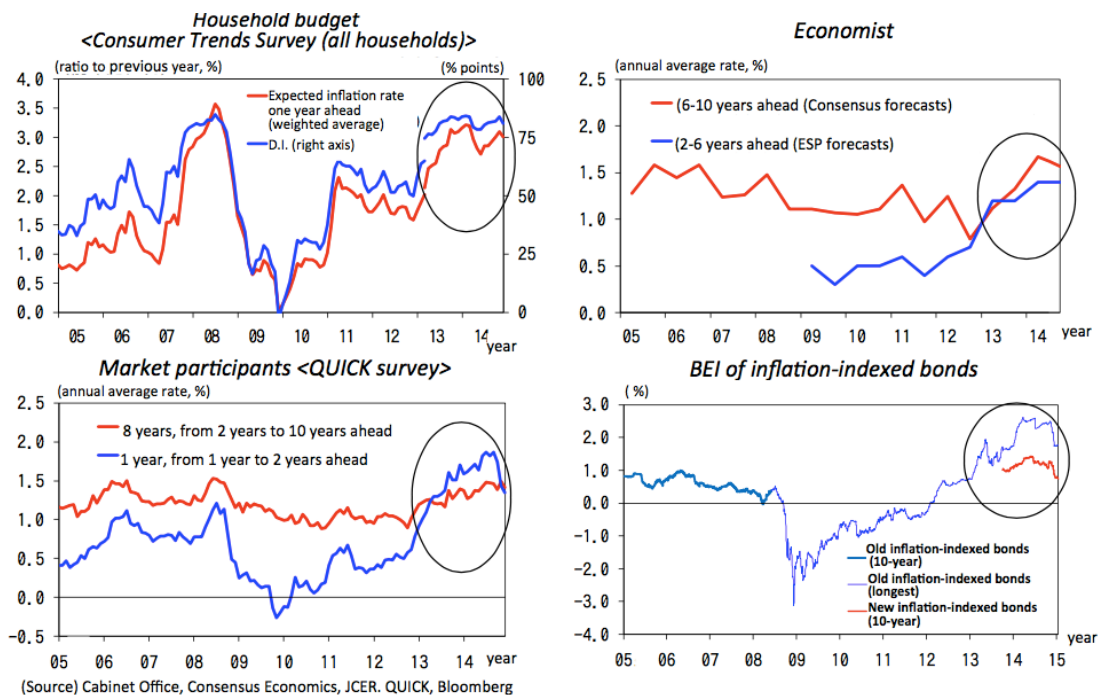 Household budget
<Consumer Trends Survey (all households)>
(ratio to previous year, %)
(% points)
4.0
3.5
3.0
2.5
2.0
1.5
1.0
0.5
0.0
100
75
50
25
0
Expected inflation rate
one year ahead
(weighted average)
D.I. (right axis)
05 06 07 08 09 10 11 12 13 14
year
Economist
(annual average rate, %)
2.5
2.0
1.5
1.0
0.5
0.0
(6-10 years ahead (Consensus forecasts)
(2-6 years ahead (ESP forecasts)
05 06 07 08 09 10 11 12 13 14
year
Market participants <QUICK survey>
(annual average rate, %)
2.5
2.0
1.5
1.0
0.5
0.0
-0.5
8 years, from 2 years to 10 years ahead
1 year, from 1 year to 2 years ahead
05 06 07 08 09 10 11 12 13 14
year
BEI of inflation-indexed bonds
( %)
3.0
2.0
1.0
0.0
-1.0
-2.0
-3.0
-4.0
Old inflation-indexed bonds
(10-year)
Old inflation-indexed bonds
(longest)
New inflation-indexed bonds
(10-year)
05 06 07 08 09 10 11 12 13 14 15
year
(Source) Cabinet Office, Consensus Economics, JCER. QUICK, Bloomberg